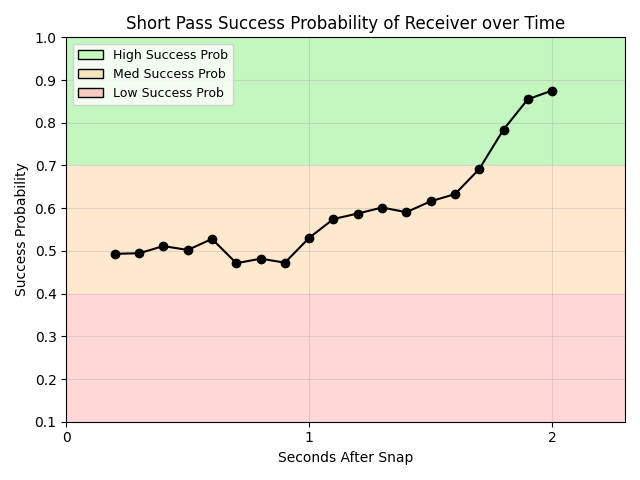 Short Pass Success Probability of Receiver over Time
1.0
0.9
0.8
0.7
0.6
0.5
0.4
0.3
0.2
0.1
Success Probability
High Success Prob
Med Success Prob
Low Success Prob
0
1
2
Seconds After Snap